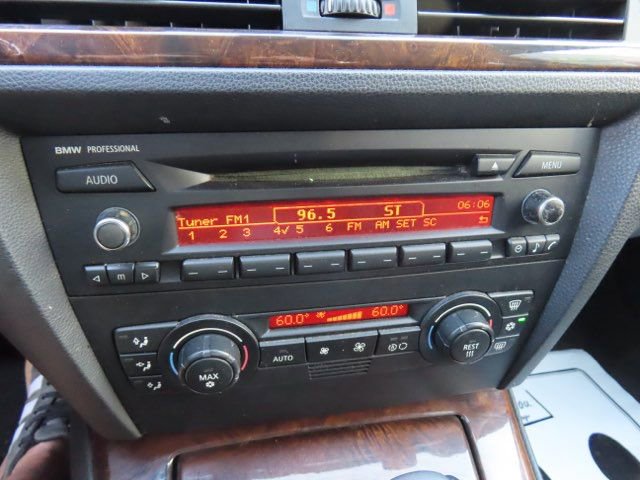 BMW PROFESSIONAL
AUDIO
MENU
Tuner FM1 96.5 ST 06:06
1 2 3 4✓ 5 6 FM AM SET SC
M
60.0° 60.0°
AUTO
MAX
REST